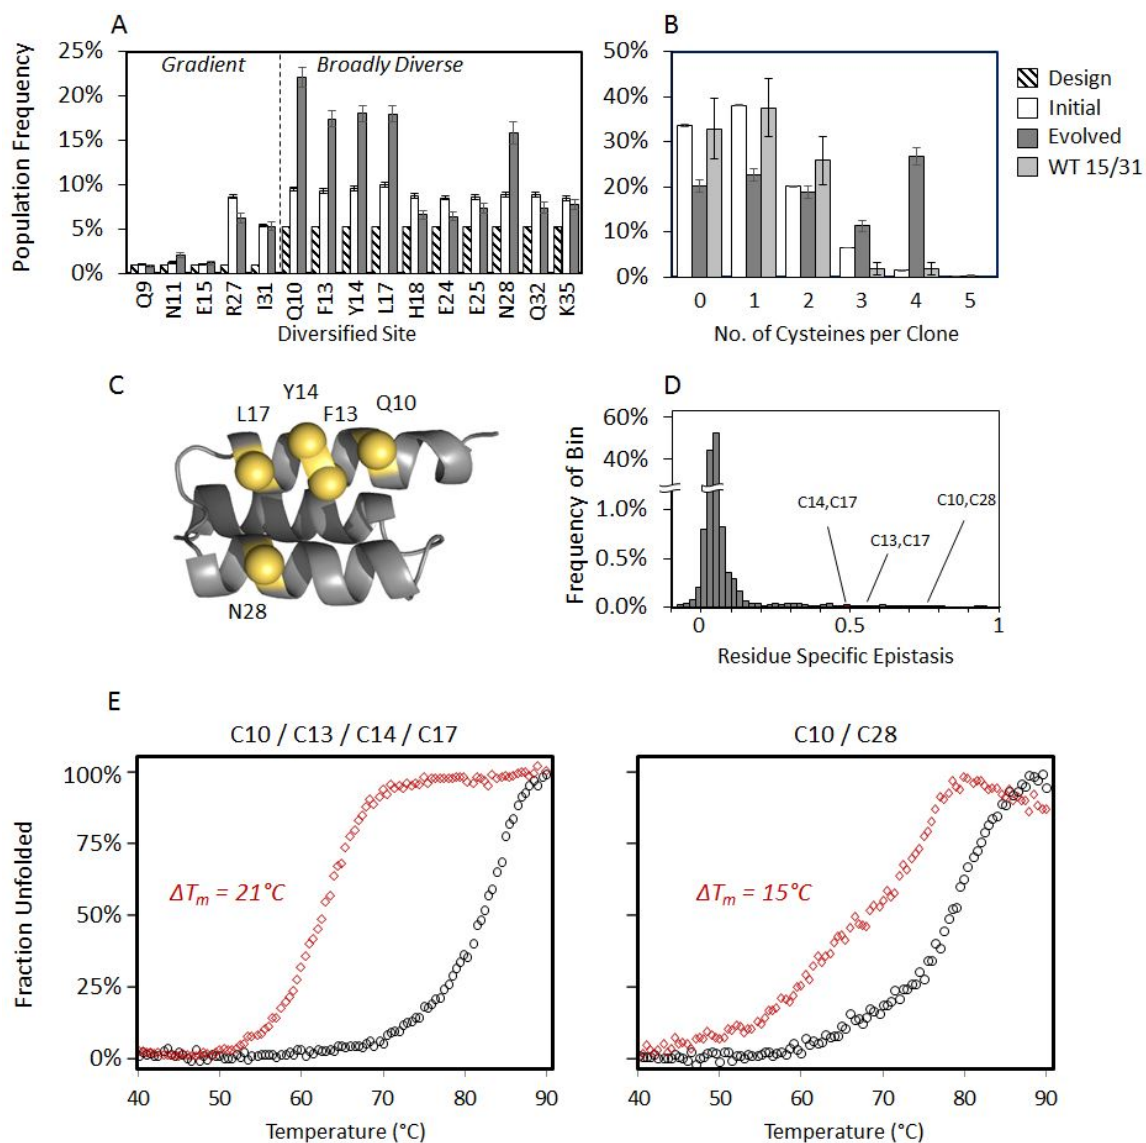 A
B
25%
20%
15%
10%
5%
0%
Population Frequency
Gradient
Broadly Diverse
Q9
N11
E15
R27
I31
Q10
F13
Y14
L17
H18
E24
E25
N28
Q32
K35
Diversified Site
50%
40%
30%
20%
10%
0%
0 1 2 3 4 5
No. of Cysteines per Clone
Design
Initial
Evolved
WT 15/31
C
Y14
L17
F13
Q10
N28
D
60%
40%
1.0%
0.5%
0.0%
Frequency of Bin
C14,C17
C13,C17
C10,C28
0 0.5 1
Residue Specific Epistasis
E
C10 / C13 / C14 / C17
C10 / C28
100%
75%
50%
25%
0%
Fraction Unfolded
ΔTm = 21°C
ΔTm = 15°C
40 50 60 70 80 90
40 50 60 70 80 90
Temperature (°C)
Temperature (°C)